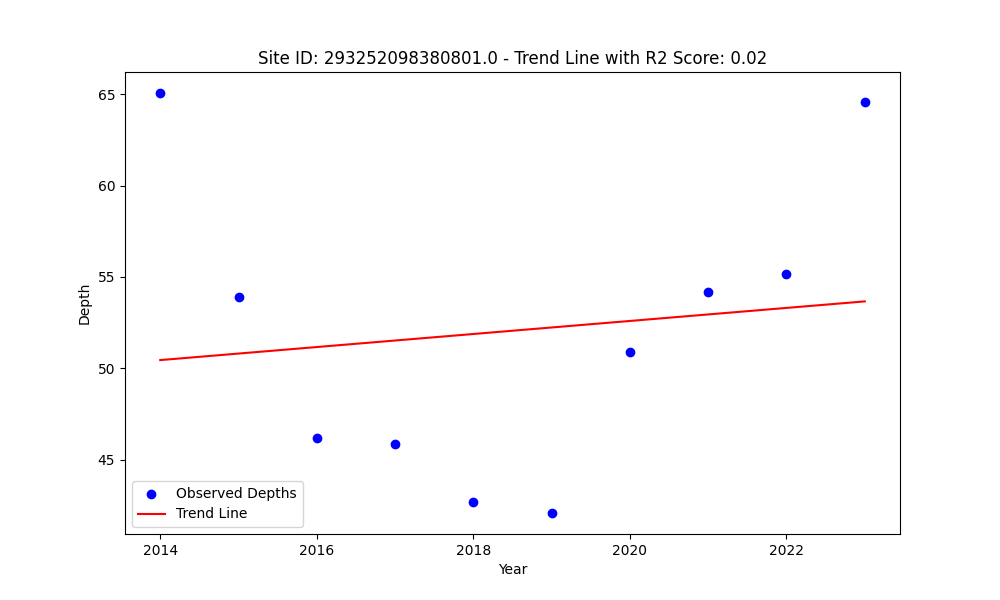 Site ID: 293252098380801.0 - Trend Line with R2 Score: 0.02
65
60
55
50
45
Depth
Observed Depths
Trend Line
2014
2016
2018
2020
2022
Year